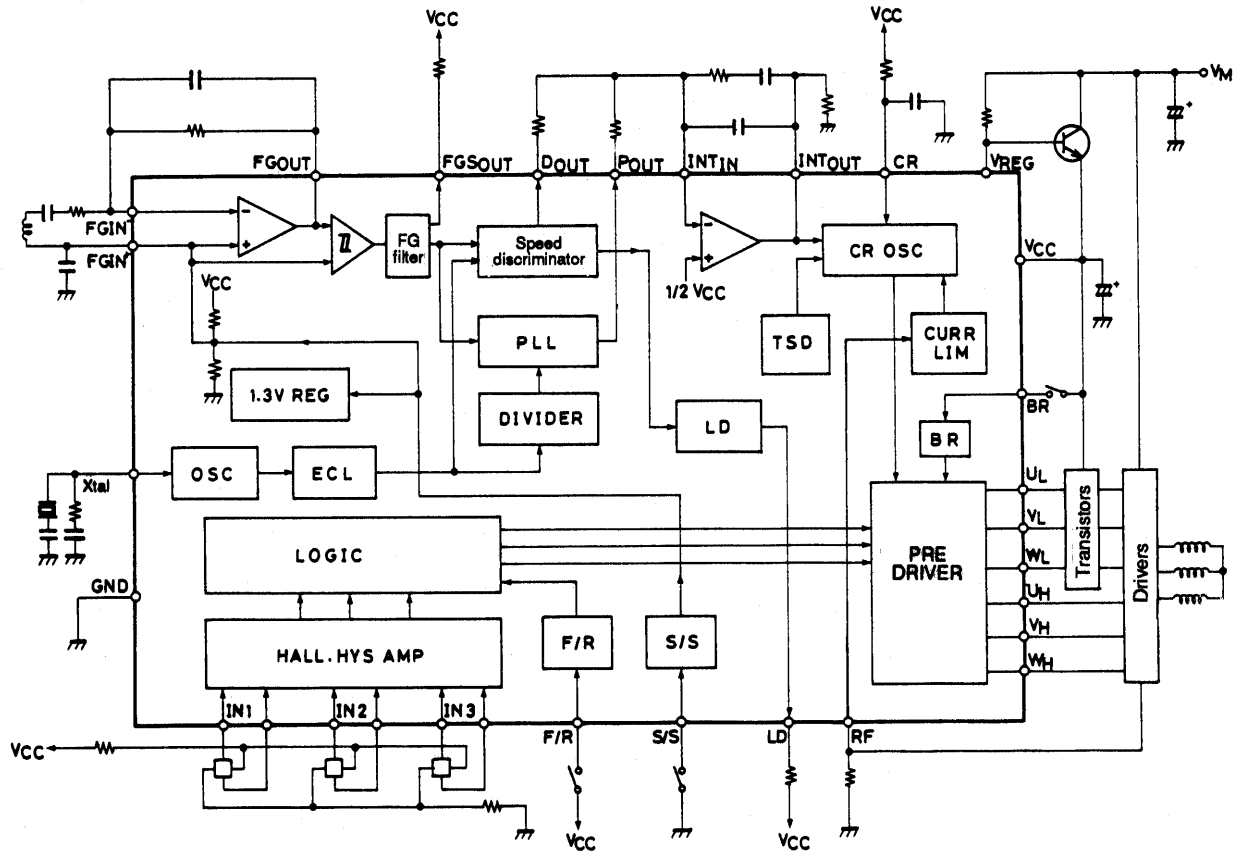 VCC
VCC
VM
FGOUT
FGSOUT
DOUT
POUT
INTIN
INTOUT
CR
VREG
FGIN-
FGIN+
-
+
FG
filter
Speed
discriminator
-
+
1/2 VCC
CR OSC
VCC
+
+
VCC
PLL
TSD
CURR
LIM
1.3V REG
DIVIDER
LD
BR
BR
OSC
ECL
Xtal
UL
VL
WL
UH
VH
WH
Transistors
Drivers
LOGIC
PRE
DRIVER
GND
HALL.HYS AMP
F/R
S/S
IN1
IN2
IN3
F/R
S/S
LD
RF
VCC
VCC
VCC